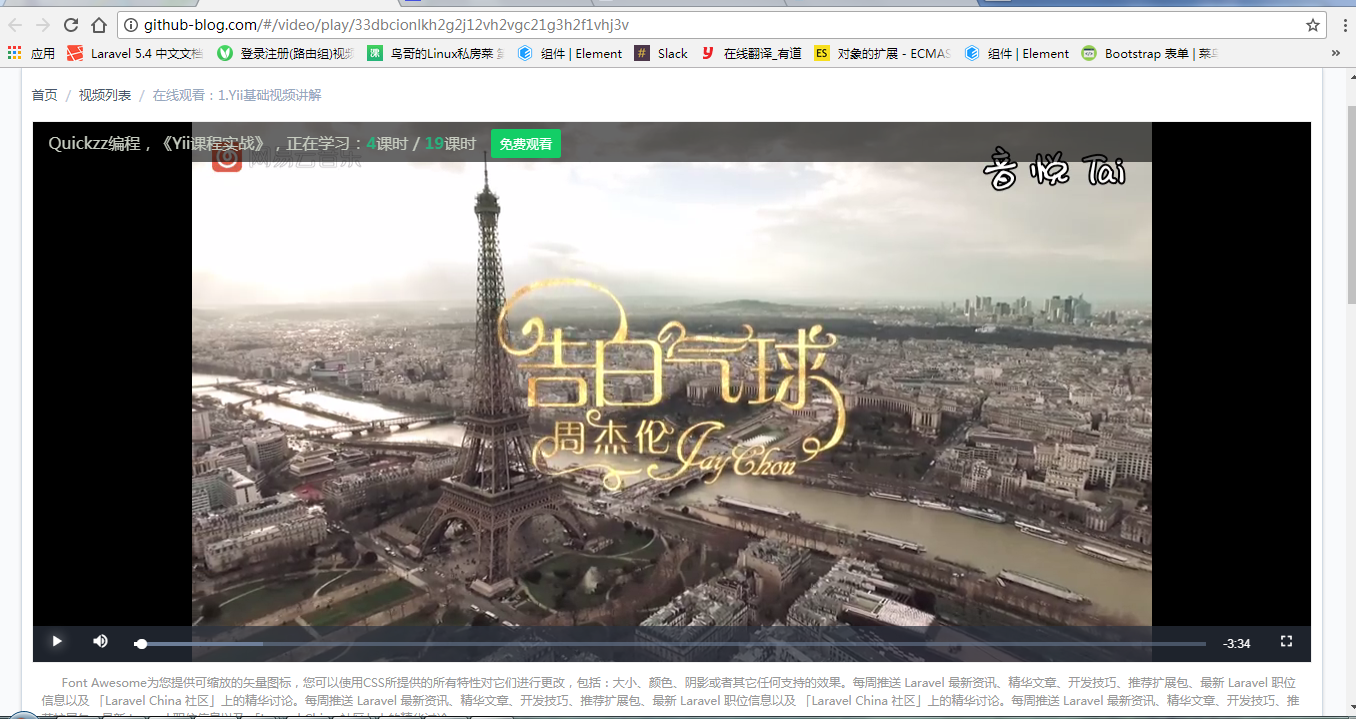 github-blog.com/#/video/play/33dbcionlkh2g2j12vh2vgc21g3h2f1vhj3v
应用 Laravel 5.4 中文文档 登录注册(路由组)视频 鸟哥的Linux私房菜 组件 | Element # Slack 在线翻译_有道 ES 对象的扩展 - ECMAS 组件 | Element Bootstrap 表单 | 菜鸟 »
首页 / 视频列表 / 在线观看：1.Yii基础视频讲解
Quickzz编程，《Yii课程实战》，正在学习：4课时 / 19课时 免费观看
网易云音乐
音悦Tai
告白气球
周杰伦 Jay Chou
-3:34
Font Awesome为您提供可缩放的矢量图标，您可以使用CSS所提供的所有特性对它们进行更改，包括：大小、颜色、阴影或者其它任何支持的效果。每周推送 Laravel 最新资讯、精华文章、开发技巧、推荐扩展包、最新 Laravel 职位
信息以及 「Laravel China 社区」上的精华讨论。每周推送 Laravel 最新资讯、精华文章、开发技巧、推荐扩展包、最新 Laravel 职位信息以及 「Laravel China 社区」上的精华讨论。每周推送 Laravel 最新资讯、精华文章、开发技巧、推